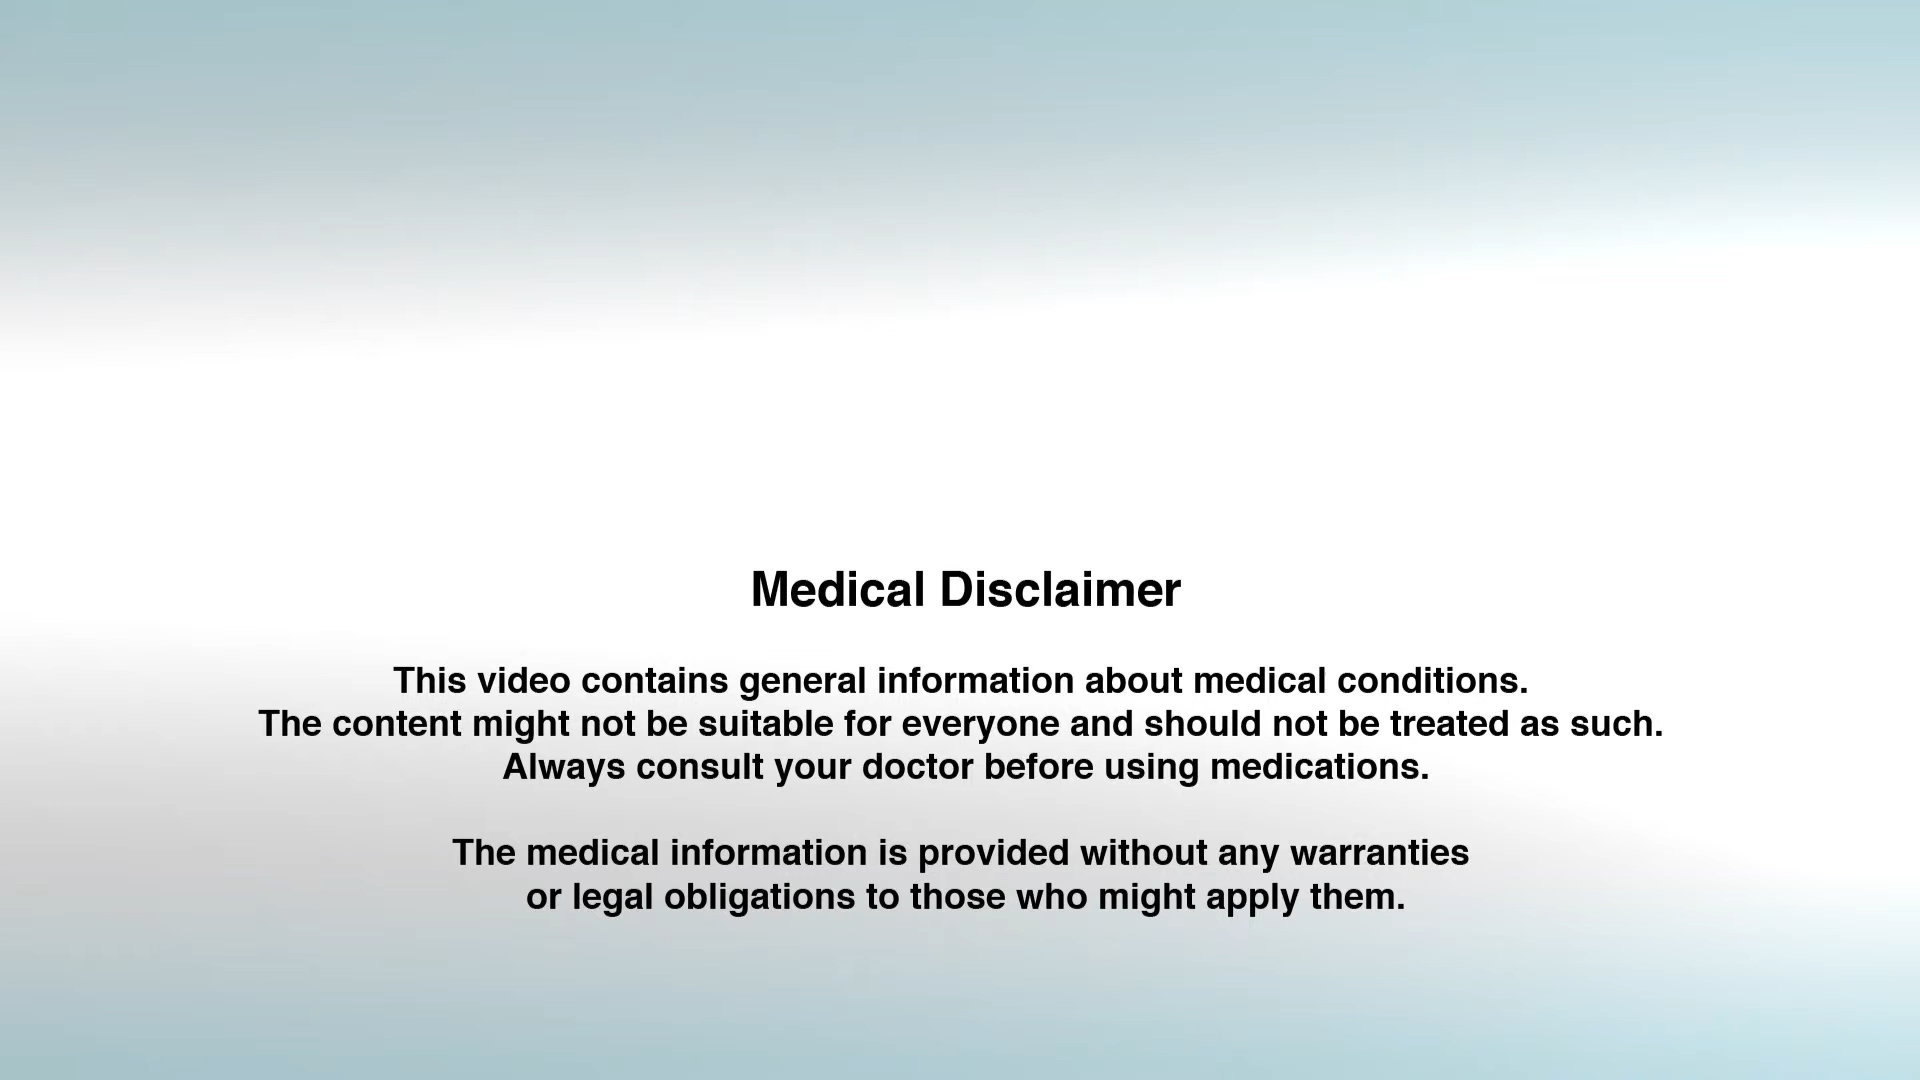 Medical Disclaimer
This video contains general information about medical conditions.
The content might not be suitable for everyone and should not be treated as such.
Always consult your doctor before using medications.
The medical information is provided without any warranties
or legal obligations to those who might apply them.